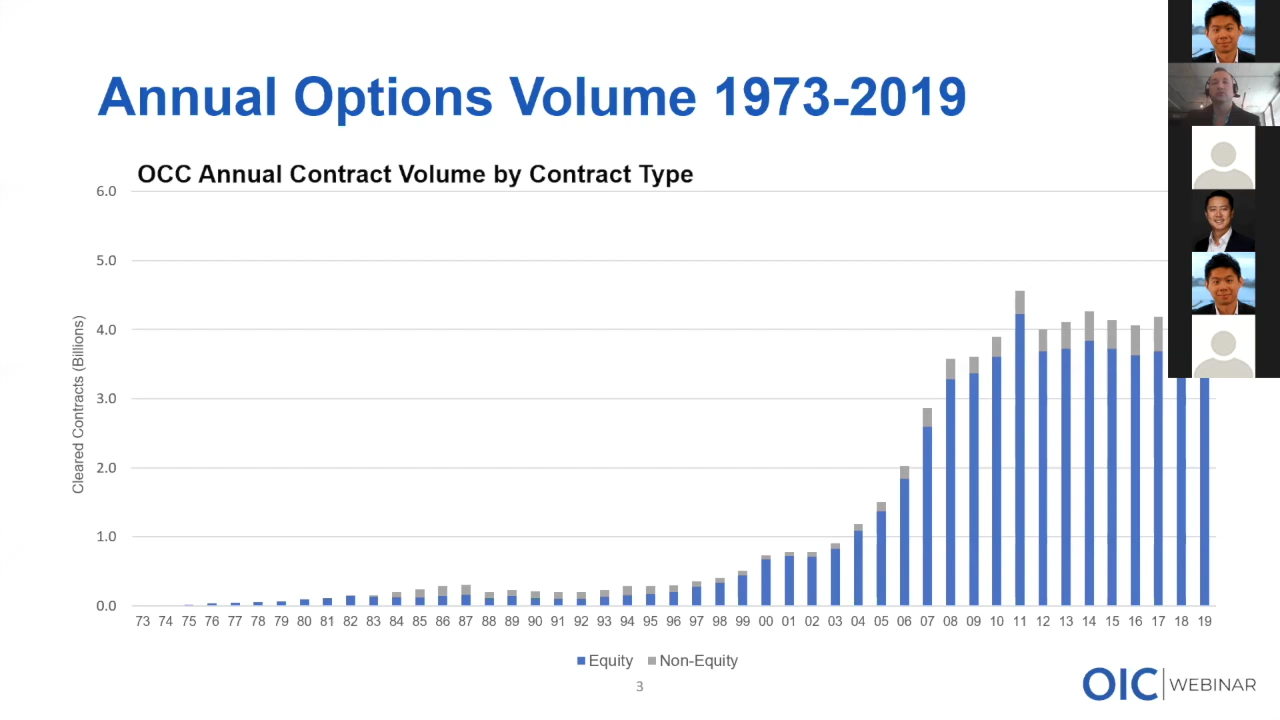 Annual Options Volume 1973-2019
OCC Annual Contract Volume by Contract Type
Cleared Contracts (Billions)
6.0
5.0
4.0
3.0
2.0
1.0
0.0
73 74 75 76 77 78 79 80 81 82 83 84 85 86 87 88 89 90 91 92 93 94 95 96 97 98 99 00 01 02 03 04 05 06 07 08 09 10 11 12 13 14 15 16 17 18 19
Equity Non-Equity
3
OIC WEBINAR